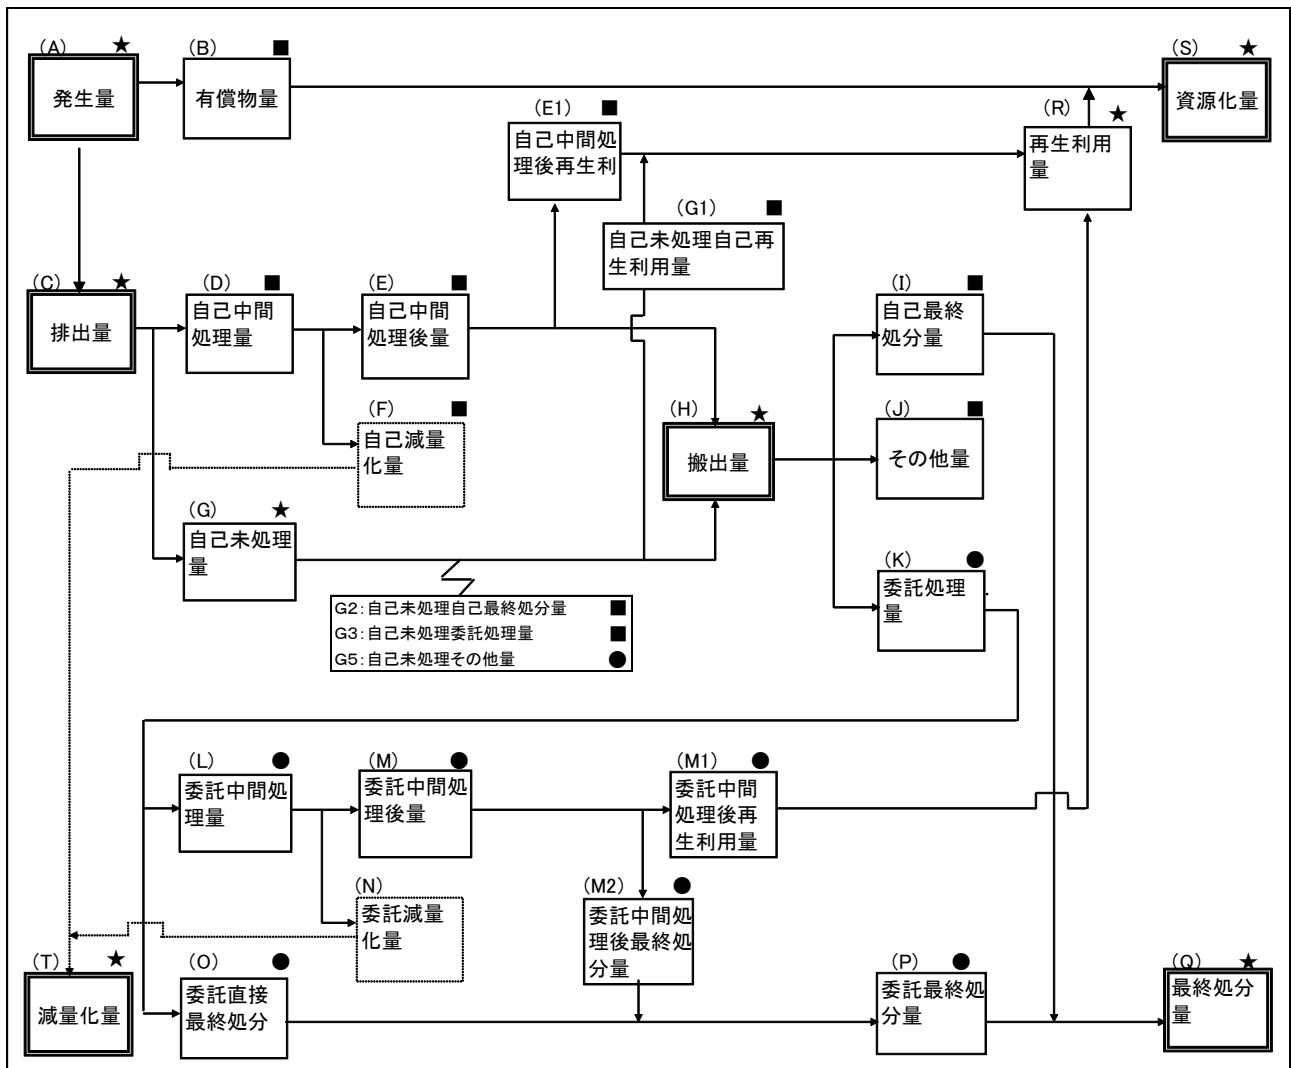 (A) ★
発生量
(B) ■
有償物量
(S) ★
資源化量
(E1) ■
自己中間処
理後再生利
(R) ★
再生利用
量
(G1) ■
自己未処理自己再
生利用量
(C) ★
排出量
(D) ■
自己中間
処理量
(E) ■
自己中間
処理後量
(I) ■
自己最終
処分量
(F) ■
自己減量
化量
(H) ★
搬出量
(J) ■
その他量
(G) ★
自己未処理
量
(K) ●
委託処理
量
G2:自己未処理自己最終処分量 ■
G3:自己未処理委託処理量 ■
G5:自己未処理その他量 ●
(L) ●
委託中間処
理量
(M) ●
委託中間処
理後量
(M1) ●
委託中間
処理後再
生利用量
(N)
委託減量
化量
(M2) ●
委託中間処
理後最終処
分量
(T) ★
減量化量
(O) ●
委託直接
最終処分
(P) ●
委託最終処
分量
(Q) ★
最終処分
量